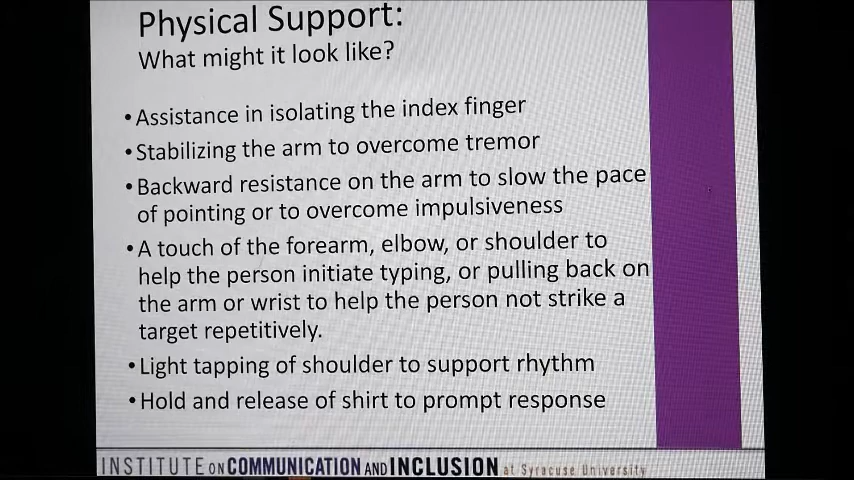 Physical Support:
What might it look like?
• Assistance in isolating the index finger
• Stabilizing the arm to overcome tremor
• Backward resistance on the arm to slow the pace
of pointing or to overcome impulsiveness
• A touch of the forearm, elbow, or shoulder to
help the person initiate typing, or pulling back on
the arm or wrist to help the person not strike a
target repetitively.
• Light tapping of shoulder to support rhythm
• Hold and release of shirt to prompt response
INSTITUTE ON COMMUNICATION AND INCLUSION at Syracuse University